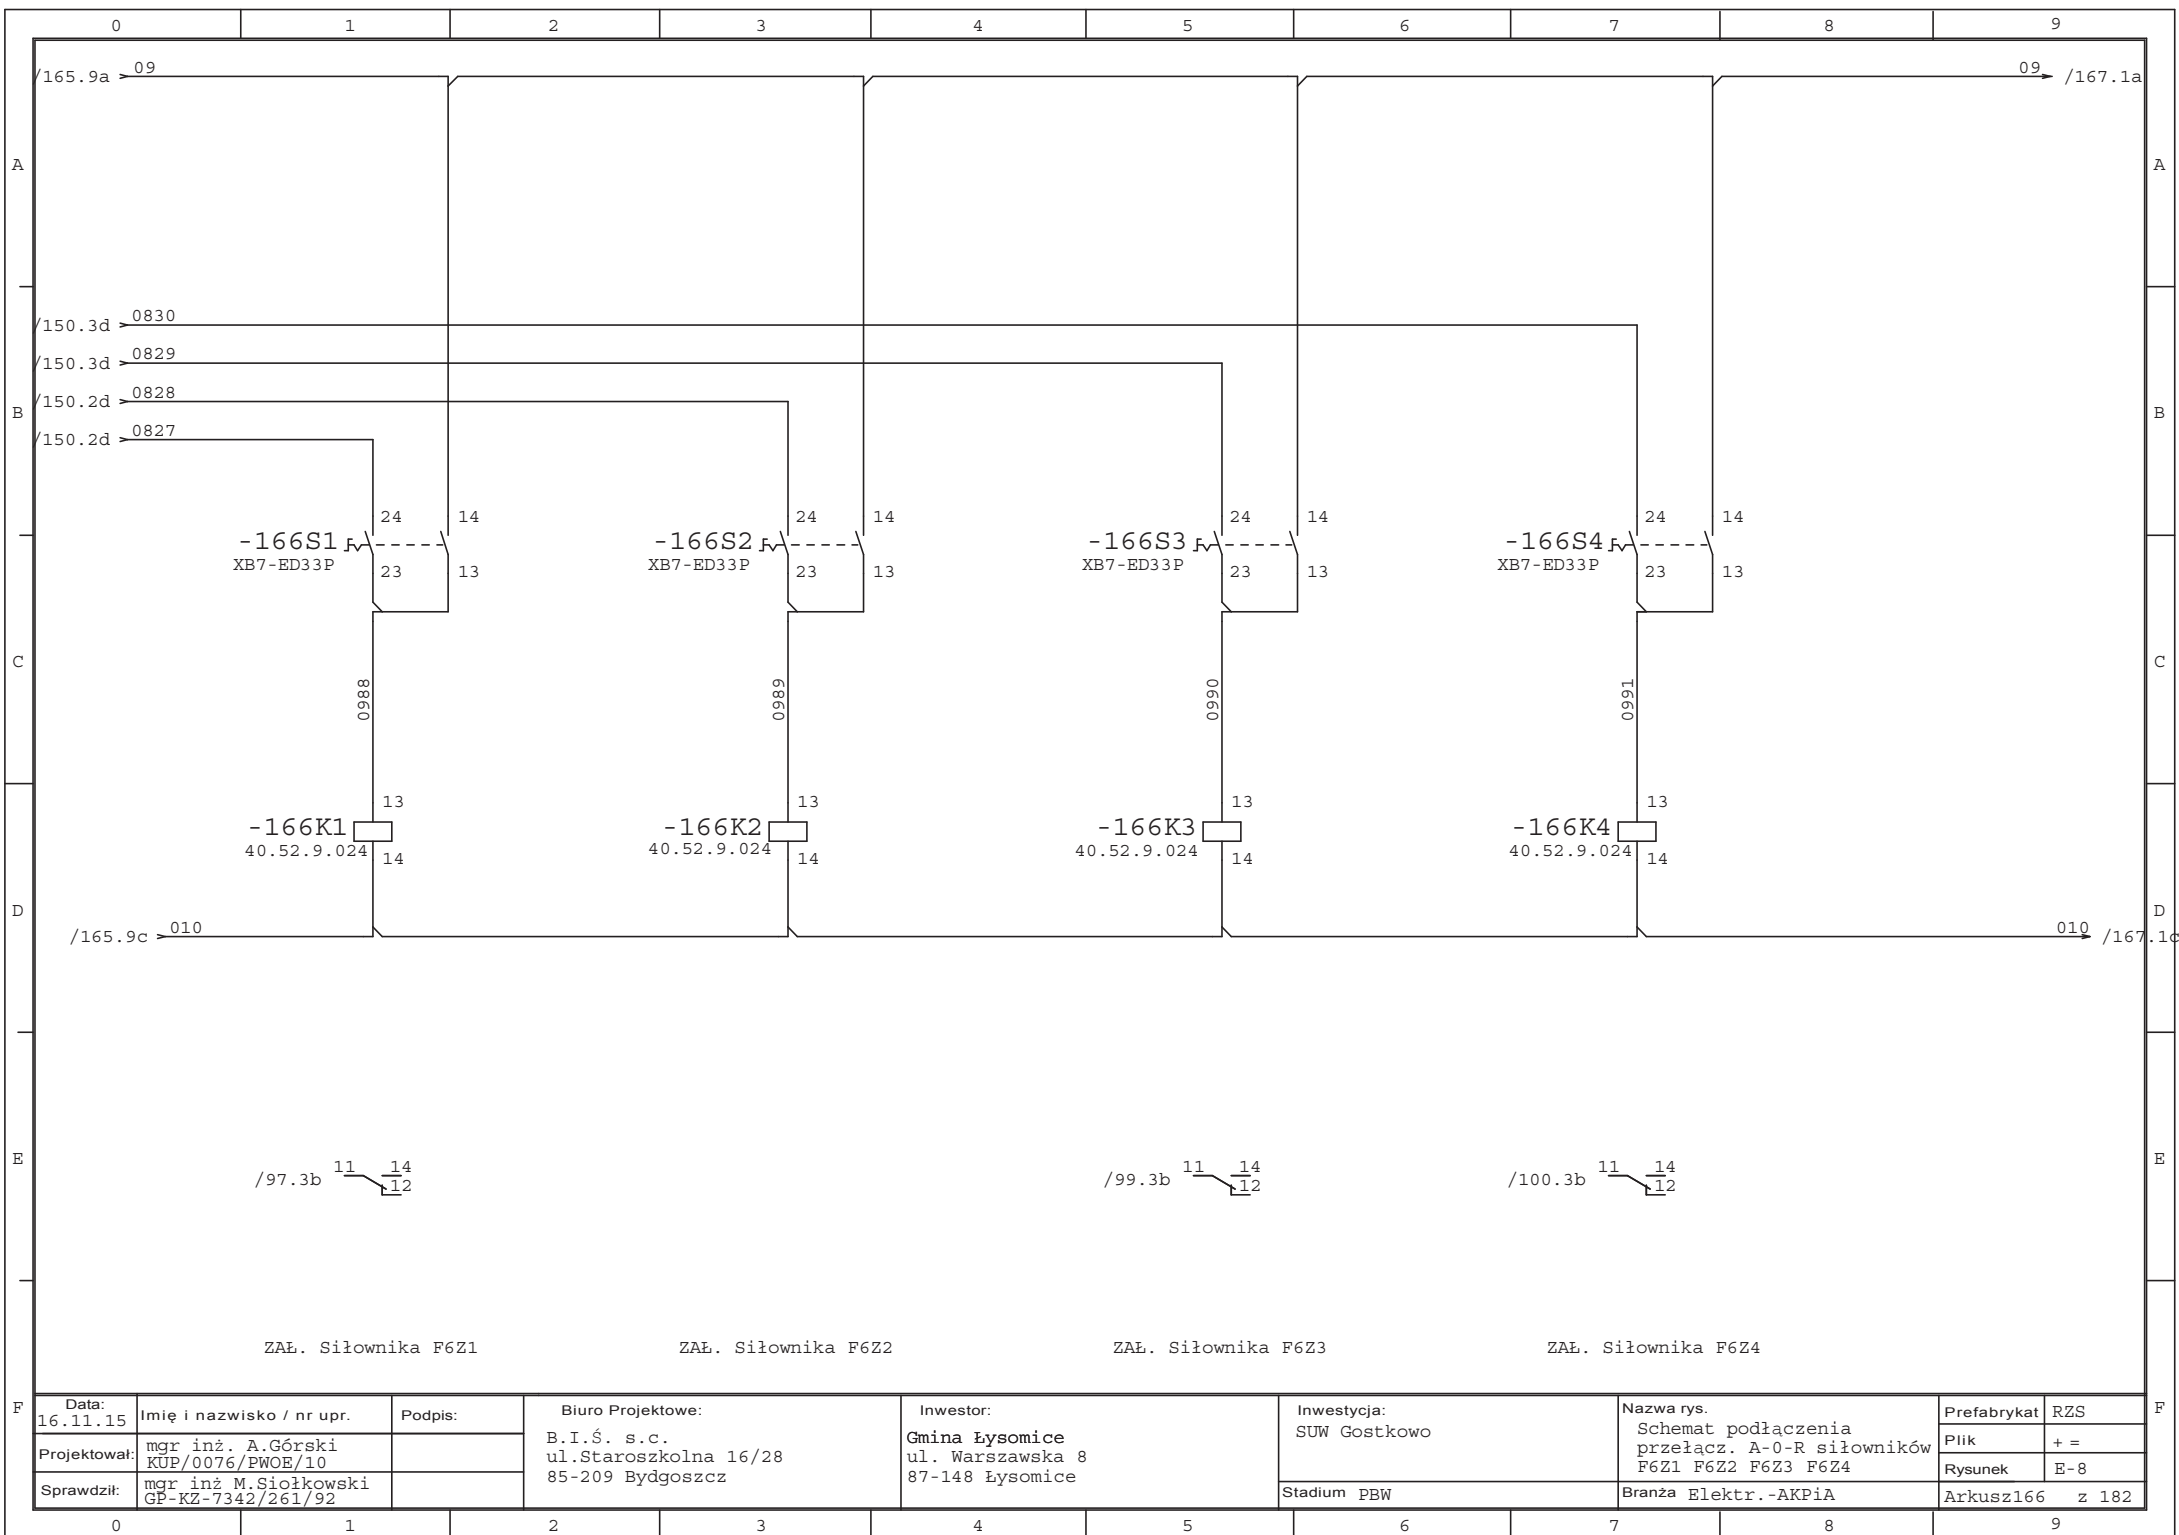 0 1 2 3 4 5 6 7 8 9
/165.9a 09 09 /167.1a
A A
/150.3d 0830
/150.3d 0829
/150.2d 0828
B B
/150.2d 0827
24 14 24 14 24 14 24 14
-166S1 -166S2 -166S3 -166S4
XB7-ED33P XB7-ED33P XB7-ED33P XB7-ED33P
23 13 23 13 23 13 23 13
C C
0988 0989 0990 0991
13 13 13 13
-166K1 -166K2 -166K3 -166K4
40.52.9.024 40.52.9.024 40.52.9.024 40.52.9.024
14 14 14 14
D D
/165.9c 010 010 /167.1c
E E
/97.3b 11 14 12 /99.3b 11 14 12 /100.3b 11 14 12
ZAŁ. Siłownika F6Z1 ZAŁ. Siłownika F6Z2 ZAŁ. Siłownika F6Z3 ZAŁ. Siłownika F6Z4
F F
Data:
16.11.15
Imię i nazwisko / nr upr.
Podpis:
Projektował:
mgr inż. A.Górski
KUP/0076/PWOE/10
Sprawdził:
mgr inż M.Siołkowski
GP-KZ-7342/261/92
Biuro Projektowe:
B.I.Ś. s.c.
ul.Staroszkolna 16/28
85-209 Bydgoszcz
Inwestor:
Gmina Łysomice
ul. Warszawska 8
87-148 Łysomice
Inwestycja:
SUW Gostkowo
Stadium PBW
Nazwa rys.
Schemat podłączenia
przełącz. A-0-R siłowników
F6Z1 F6Z2 F6Z3 F6Z4
Branża Elektr.-AKPiA
Prefabrykat RZS
Plik + =
Rysunek E-8
Arkusz166 z 182
0 1 2 3 4 5 6 7 8 9